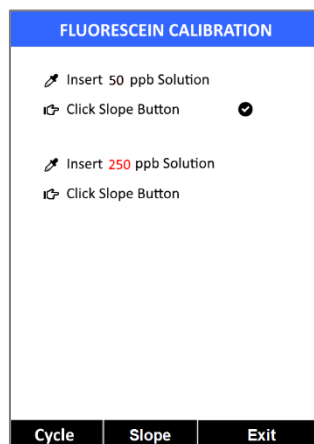 FLUORESCEIN CALIBRATION
Insert 50 ppb Solution
Click Slope Button
Insert 250 ppb Solution
Click Slope Button
Cycle Slope Exit